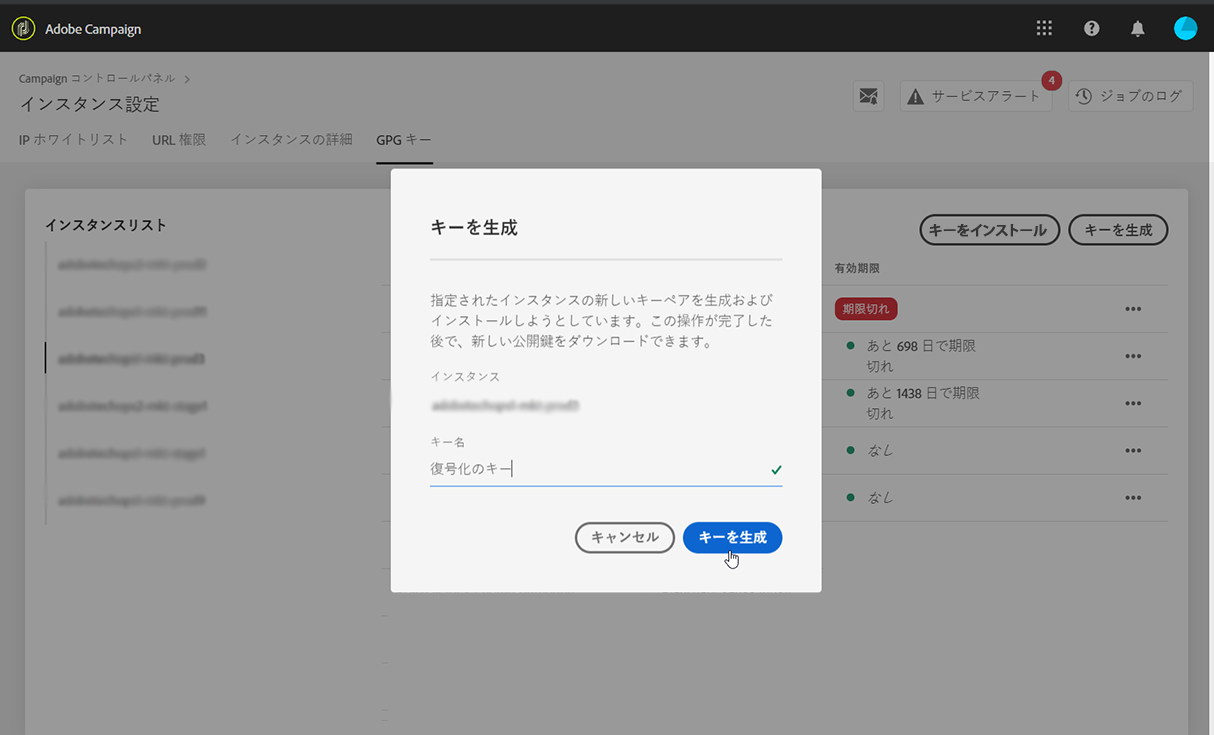 Adobe Campaign
Campaign コントロールパネル
インスタンス設定
4
サービスアラート
ジョブのログ
IP ホワイトリスト
URL 権限
インスタンスの詳細
GPG キー
インスタンスリスト
キーをインストール
キーを生成
有効期限
期限切れ
あと 698 日で期限
切れ
あと 1438 日で期限
切れ
なし
なし
キーを生成
指定されたインスタンスの新しいキーペアを生成および
インストールしようとしています。この操作が完了した
後で、新しい公開鍵をダウンロードできます。
インスタンス
キー名
復号化のキー
キャンセル
キーを生成